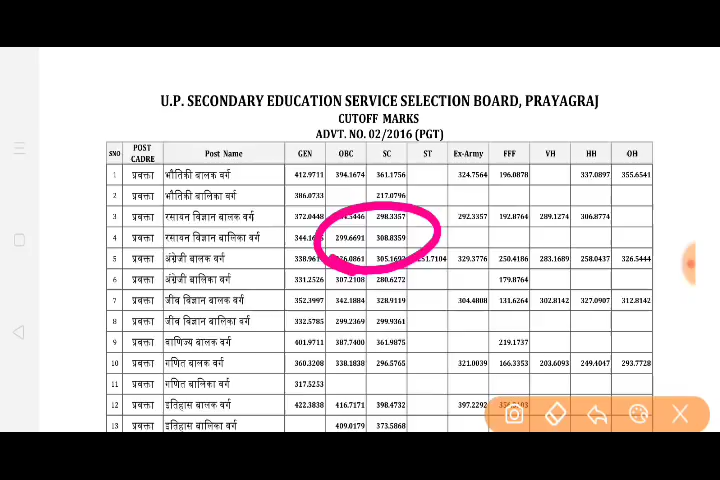 U.P. SECONDARY EDUCATION SERVICE SELECTION BOARD, PRAYAGRAJ
CUTOFF MARKS
ADVT. NO. 02/2016 (PGT)
SNO POST CADRE Post Name GEN OBC SC ST Ex-Army FFF VH HH OH
1 प्रवक्ता भौतिकी बालक वर्ग 412.9711 394.1674 361.1756 324.7564 196.0878 337.0897 355.6541
2 प्रवक्ता भौतिकी बालिका वर्ग 386.0733 217.0796
3 प्रवक्ता रसायन विज्ञान बालक वर्ग 372.0448 298.3357 292.3357 192.8764 289.1274 306.8774
4 प्रवक्ता रसायन विज्ञान बालिका वर्ग 299.6691 308.8359
5 प्रवक्ता अंग्रेजी बालक वर्ग 305.1692 329.3776 250.4186 283.1689 258.0437 326.5444
6 प्रवक्ता अंग्रेजी बालिका वर्ग 331.2526 307.2108 280.6272 179.8764
7 प्रवक्ता जीव विज्ञान बालक वर्ग 352.3997 342.1884 328.9119 304.4808 131.6264 302.8142 327.0907 312.8142
8 प्रवक्ता जीव विज्ञान बालिका वर्ग 332.5785 299.2369 299.9361
9 प्रवक्ता वाणिज्य बालक वर्ग 401.9711 387.7400 361.9875 219.1737
10 प्रवक्ता गणित बालक वर्ग 360.3208 338.1838 296.5765 321.0039 166.3353 203.6093 249.4047 293.7728
11 प्रवक्ता गणित बालिका वर्ग 317.5253
12 प्रवक्ता इतिहास बालक वर्ग 422.3838 416.7171 398.4732 397.2292
13 प्रवक्ता इतिहास बालिका वर्ग 409.0179 373.5868